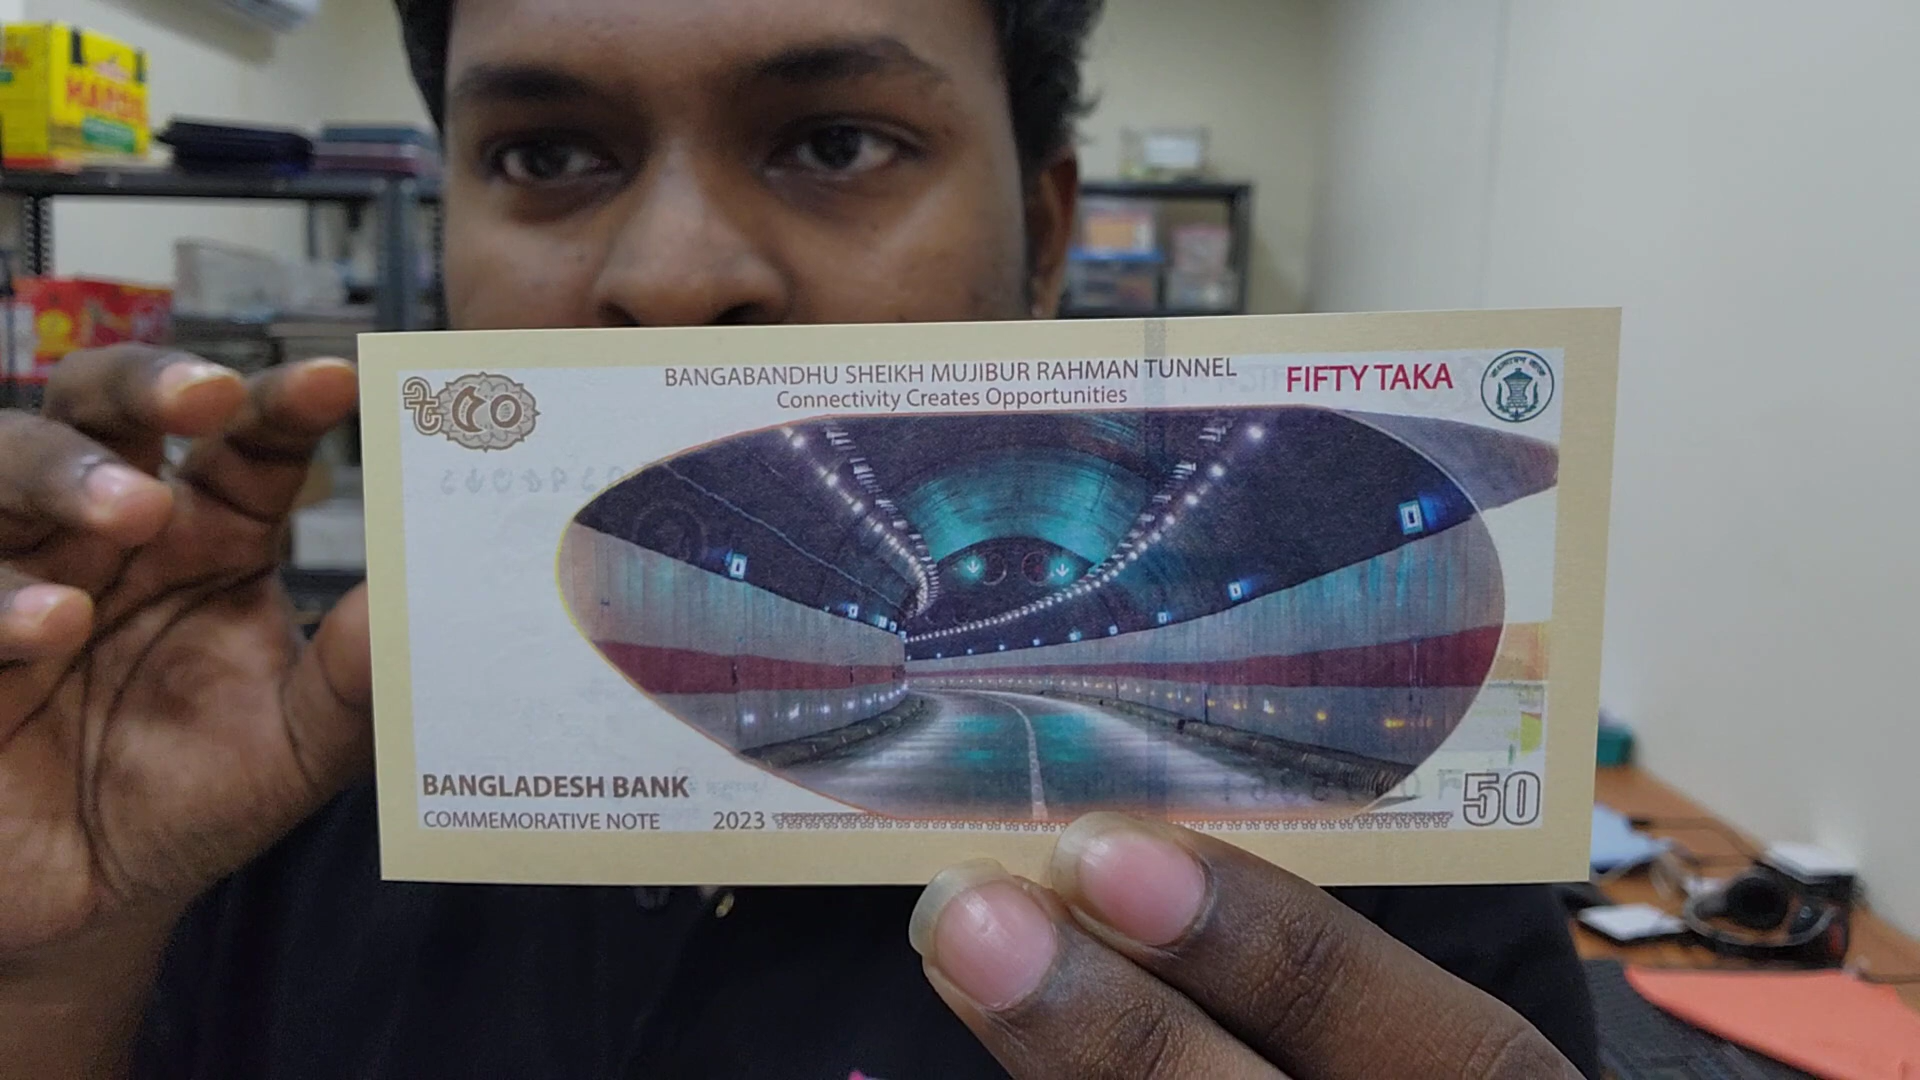 BANGABANDHU SHEIKH MUJIBUR RAHMAN TUNNEL
Connectivity Creates Opportunities
FIFTY TAKA
৳ ৫০
BANGLADESH BANK
COMMEMORATIVE NOTE 2023
50